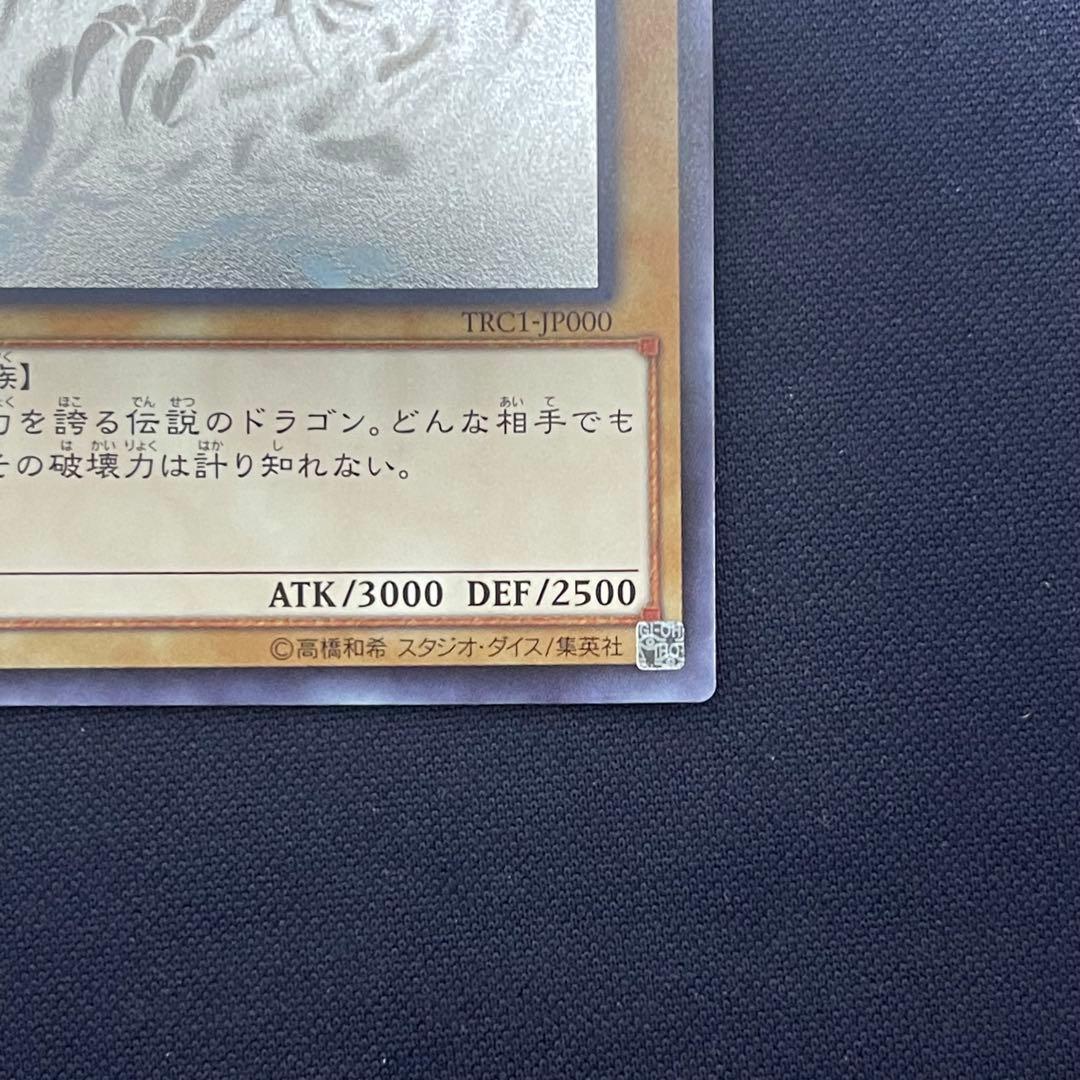 TRC1-JP000
族】
力を誇る伝説のドラゴン。どんな相手でも
その破壊力は計り知れない。
ATK/3000 DEF/2500
©高橋和希 スタジオ・ダイス/集英社